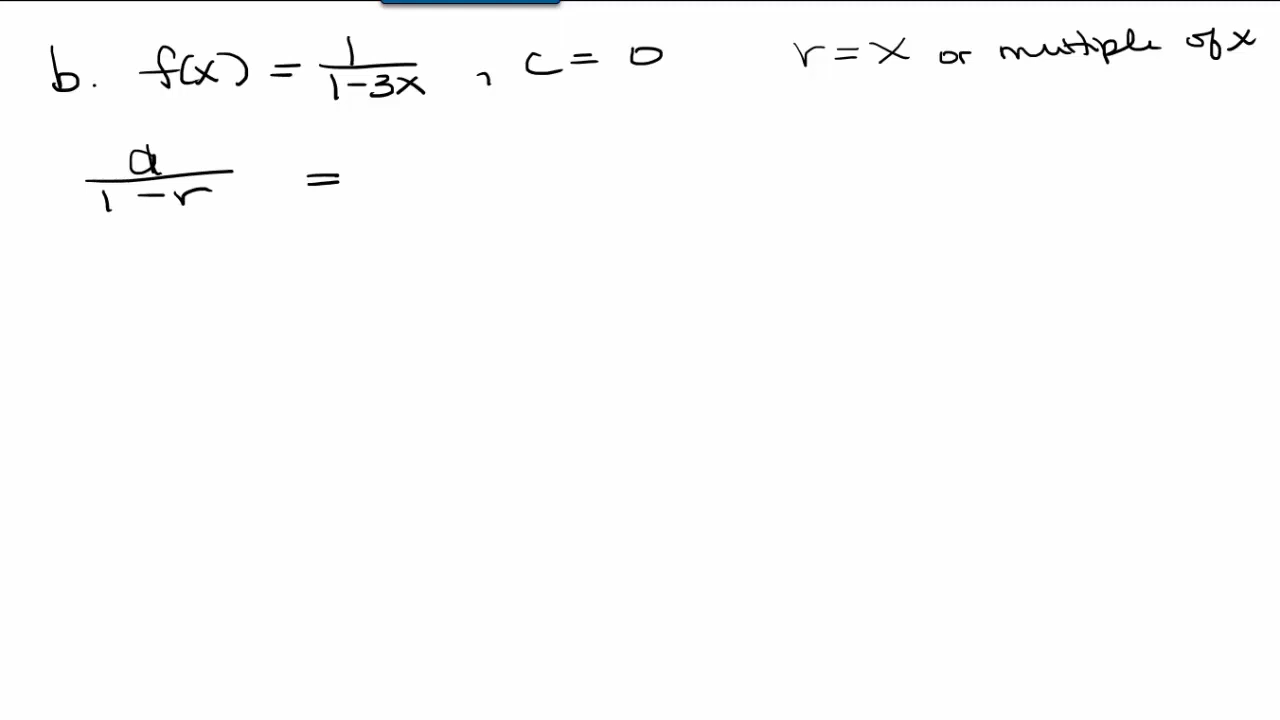 b. f(x) = 1/(1-3x) , c = 0 r = x or multiple of x
a/(1-r) =